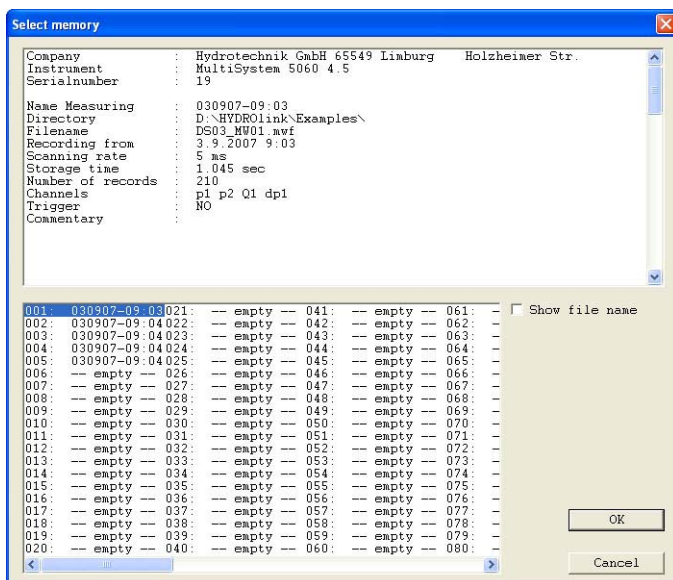 Select memory
Company : Hydrotechnik GmbH 65549 Limburg Holzheimer Str.
Instrument : MultiSystem 5060 4.5
Serialnumber : 19
Name Measuring : 030907-09:03
Directory : D:\HYDROlink\Examples\
Filename : DS03_MW01.mwf
Recording from : 3.9.2007 9:03
Scanning rate : 5 ms
Storage time : 1.045 sec
Number of records : 210
Channels : p1 p2 Q1 dp1
Trigger : NO
Commentary :
001: 030907-09:03 021: -- empty -- 041: -- empty -- 061: -
002: 030907-09:04 022: -- empty -- 042: -- empty -- 062: -
003: 030907-09:04 023: -- empty -- 043: -- empty -- 063: -
004: 030907-09:04 024: -- empty -- 044: -- empty -- 064: -
005: 030907-09:04 025: -- empty -- 045: -- empty -- 065: -
006: -- empty -- 026: -- empty -- 046: -- empty -- 066: -
007: -- empty -- 027: -- empty -- 047: -- empty -- 067: -
008: -- empty -- 028: -- empty -- 048: -- empty -- 068: -
009: -- empty -- 029: -- empty -- 049: -- empty -- 069: -
010: -- empty -- 030: -- empty -- 050: -- empty -- 070: -
011: -- empty -- 031: -- empty -- 051: -- empty -- 071: -
012: -- empty -- 032: -- empty -- 052: -- empty -- 072: -
013: -- empty -- 033: -- empty -- 053: -- empty -- 073: -
014: -- empty -- 034: -- empty -- 054: -- empty -- 074: -
015: -- empty -- 035: -- empty -- 055: -- empty -- 075: -
016: -- empty -- 036: -- empty -- 056: -- empty -- 076: -
017: -- empty -- 037: -- empty -- 057: -- empty -- 077: -
018: -- empty -- 038: -- empty -- 058: -- empty -- 078: -
019: -- empty -- 039: -- empty -- 059: -- empty -- 079: -
020: -- empty -- 040: -- empty -- 060: -- empty -- 080: -
Show file name
OK
Cancel